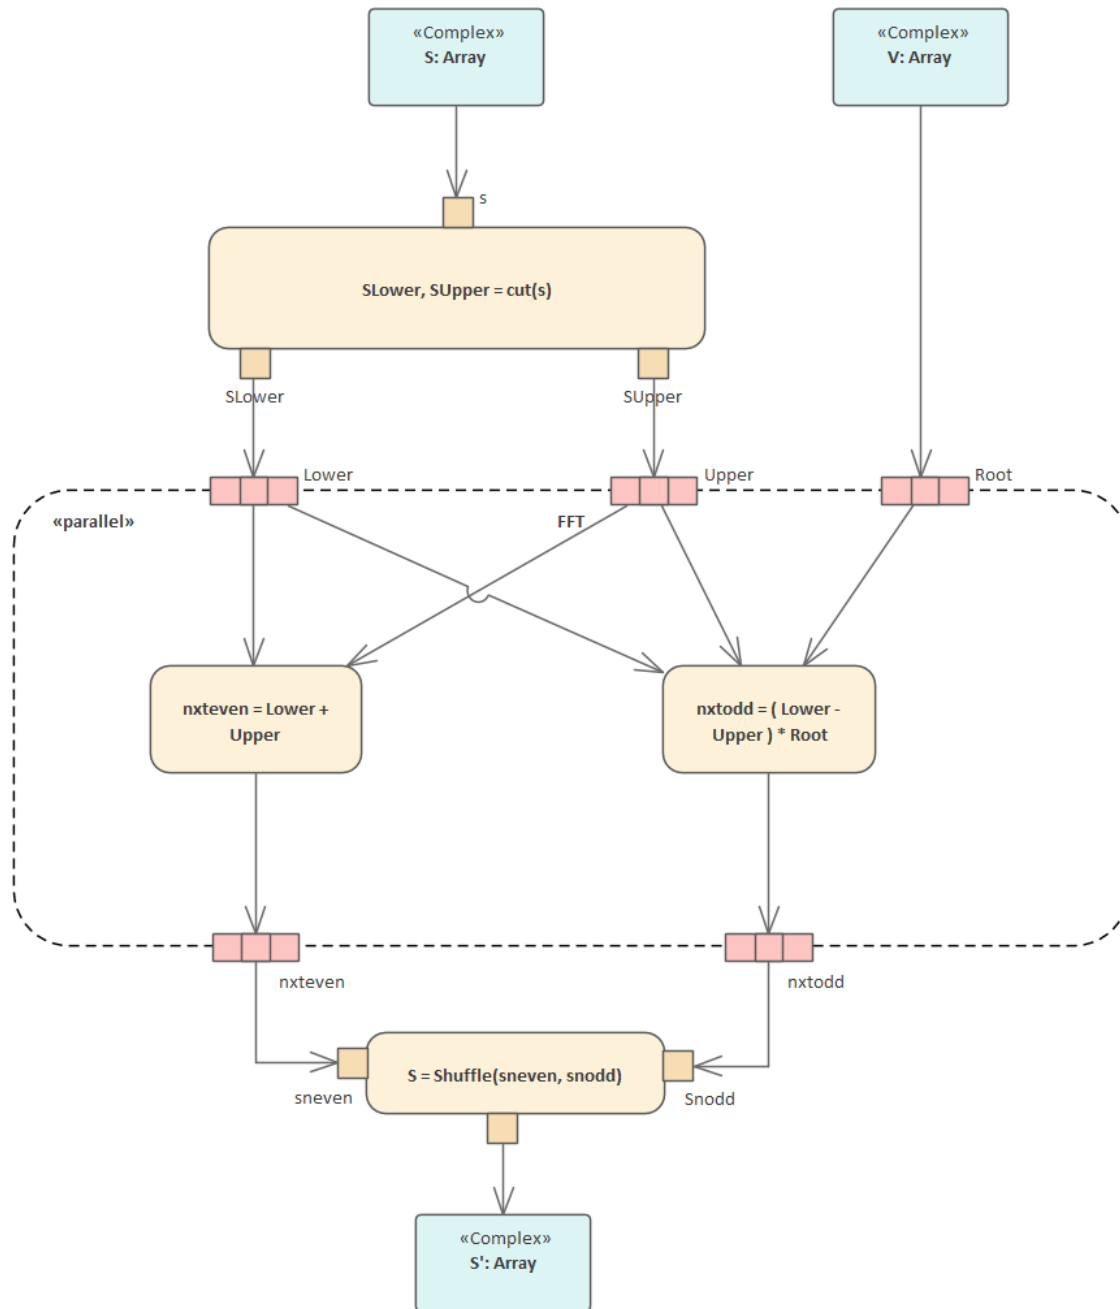 «Complex»
S: Array
«Complex»
V: Array
s
SLower, SUpper = cut(s)
SLower
SUpper
Lower
Upper
Root
«parallel»
FFT
nxteven = Lower +
Upper
nxtodd = ( Lower -
Upper ) * Root
nxteven
nxtodd
S = Shuffle(sneven, snodd)
sneven
Snodd
«Complex»
S': Array